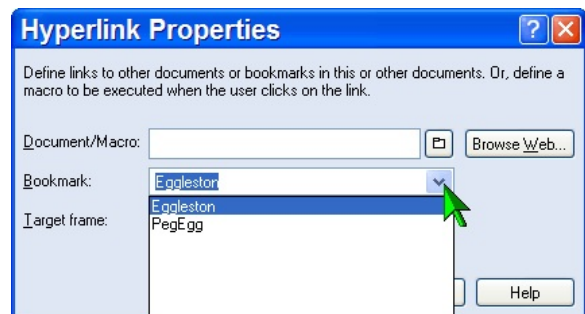 Hyperlink Properties
?
X
Define links to other documents or bookmarks in this or other documents. Or, define a
macro to be executed when the user clicks on the link.
Document/Macro:
Browse Web...
Bookmark:
Eggleston
Eggleston
PegEgg
Target frame:
Help